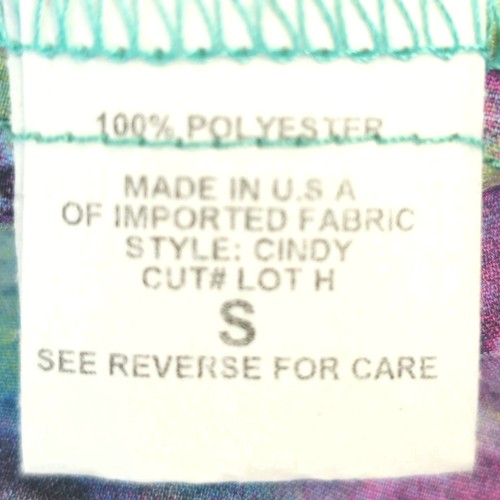 100% POLYESTER
MADE IN U.S A
OF IMPORTED FABRIC
STYLE: CINDY
CUT# LOT H
S
SEE REVERSE FOR CARE